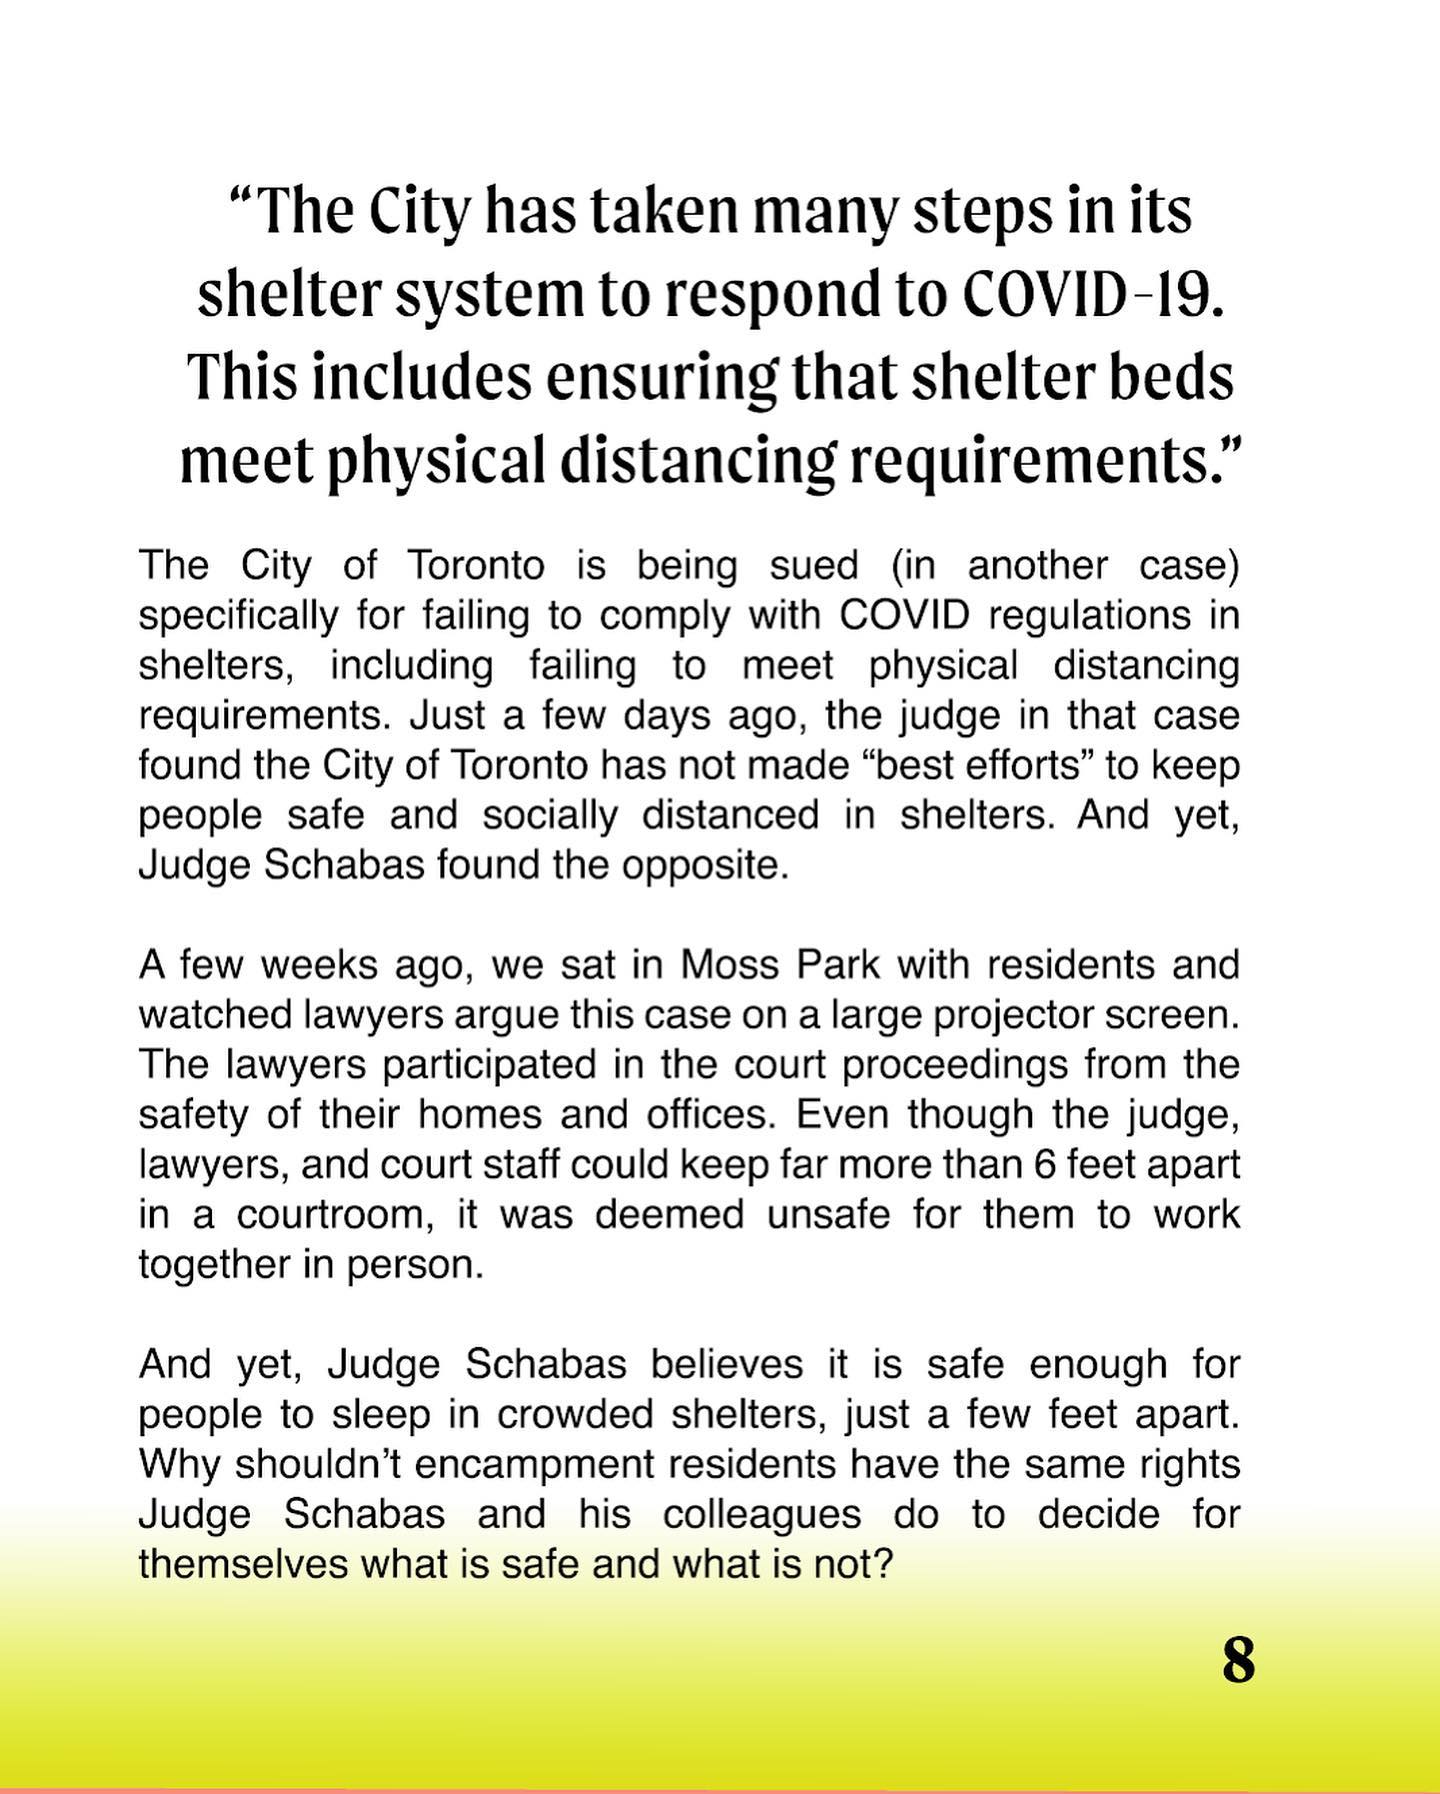 “The City has taken many steps in its
shelter system to respond to COVID-19.
This includes ensuring that shelter beds
meet physical distancing requirements.”
The City of Toronto is being sued (in another case)
specifically for failing to comply with COVID regulations in
shelters, including failing to meet physical distancing
requirements. Just a few days ago, the judge in that case
found the City of Toronto has not made “best efforts” to keep
people safe and socially distanced in shelters. And yet,
Judge Schabas found the opposite.
A few weeks ago, we sat in Moss Park with residents and
watched lawyers argue this case on a large projector screen.
The lawyers participated in the court proceedings from the
safety of their homes and offices. Even though the judge,
lawyers, and court staff could keep far more than 6 feet apart
in a courtroom, it was deemed unsafe for them to work
together in person.
And yet, Judge Schabas believes it is safe enough for
people to sleep in crowded shelters, just a few feet apart.
Why shouldn’t encampment residents have the same rights
Judge Schabas and his colleagues do to decide for
themselves what is safe and what is not?
8